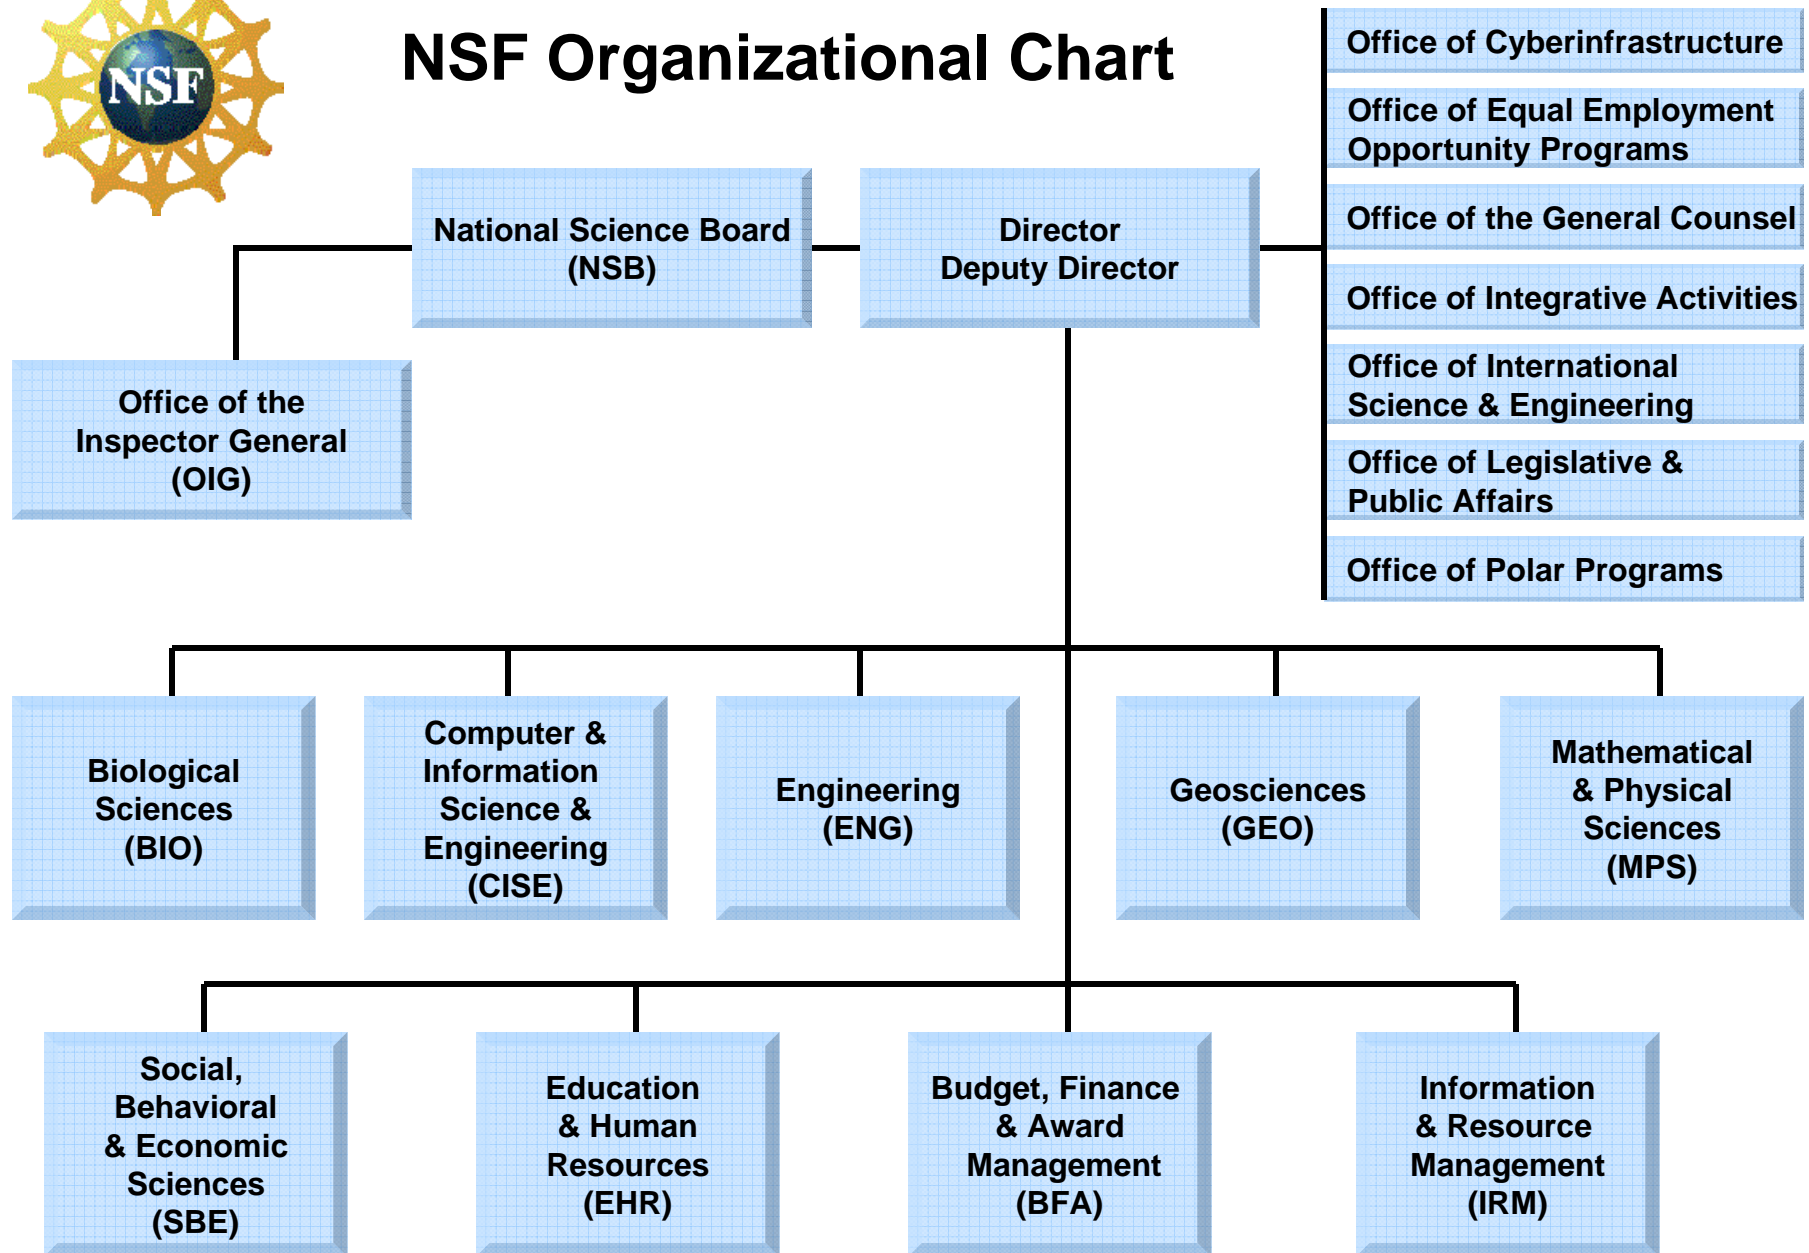 NSF
NSF Organizational Chart
Office of Cyberinfrastructure
Office of Equal Employment
Opportunity Programs
Office of the General Counsel
Office of Integrative Activities
Office of International
Science & Engineering
Office of Legislative &
Public Affairs
Office of Polar Programs
National Science Board
(NSB)
Director
Deputy Director
Office of the
Inspector General
(OIG)
Biological
Sciences
(BIO)
Computer &
Information
Science &
Engineering
(CISE)
Engineering
(ENG)
Geosciences
(GEO)
Mathematical
& Physical
Sciences
(MPS)
Social,
Behavioral
& Economic
Sciences
(SBE)
Education
& Human
Resources
(EHR)
Budget, Finance
& Award
Management
(BFA)
Information
& Resource
Management
(IRM)